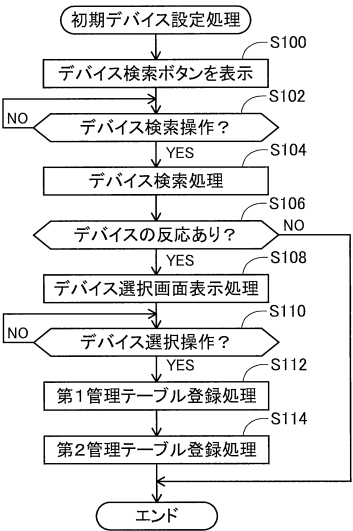 初期デバイス設定処理
S100
デバイス検索ボタンを表示
S102
デバイス検索操作？
NO
YES
S104
デバイス検索処理
S106
デバイスの反応あり？
NO
YES
S108
デバイス選択画面表示処理
S110
デバイス選択操作？
NO
YES
S112
第1管理テーブル登録処理
S114
第2管理テーブル登録処理
エンド